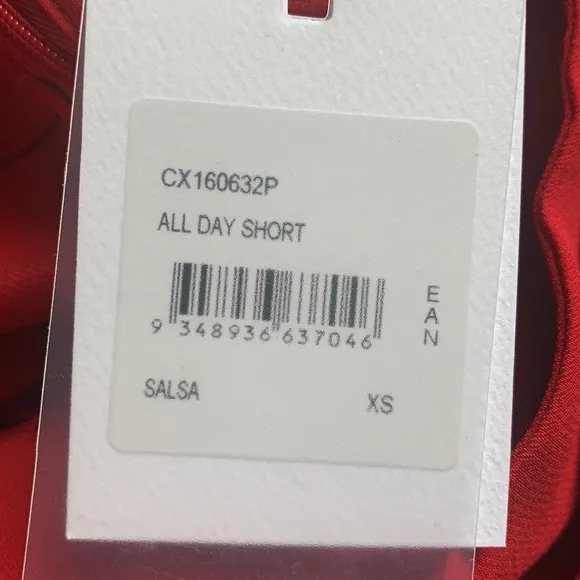 CX160632P
ALL DAY SHORT
9 348936 637046
EAN
SALSA
XS